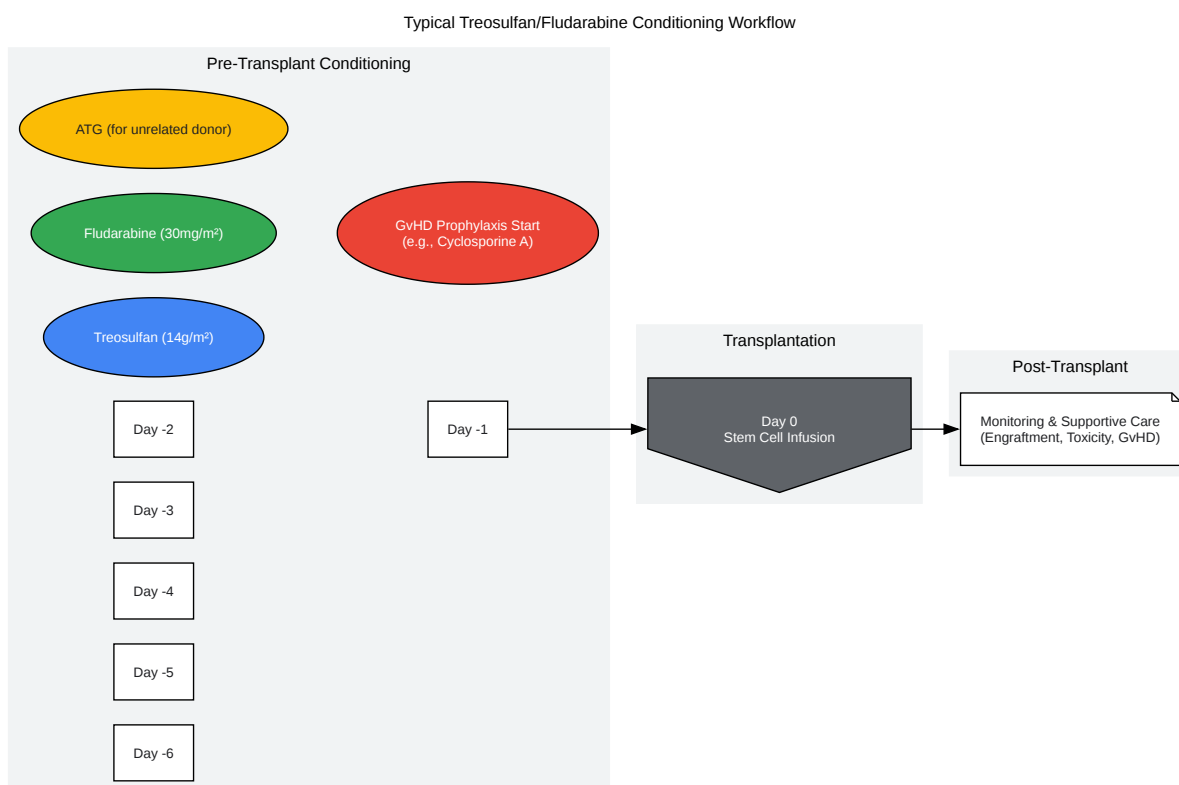 Typical Treosulfan/Fludarabine Conditioning Workflow
Pre-Transplant Conditioning
ATG (for unrelated donor)
Fludarabine (30mg/m²)
GvHD Prophylaxis Start
(e.g., Cyclosporine A)
Treosulfan (14g/m²)
Day -2
Day -3
Day -4
Day -5
Day -6
Day -1
Transplantation
Day 0
Stem Cell Infusion
Post-Transplant
Monitoring & Supportive Care
(Engraftment, Toxicity, GvHD)